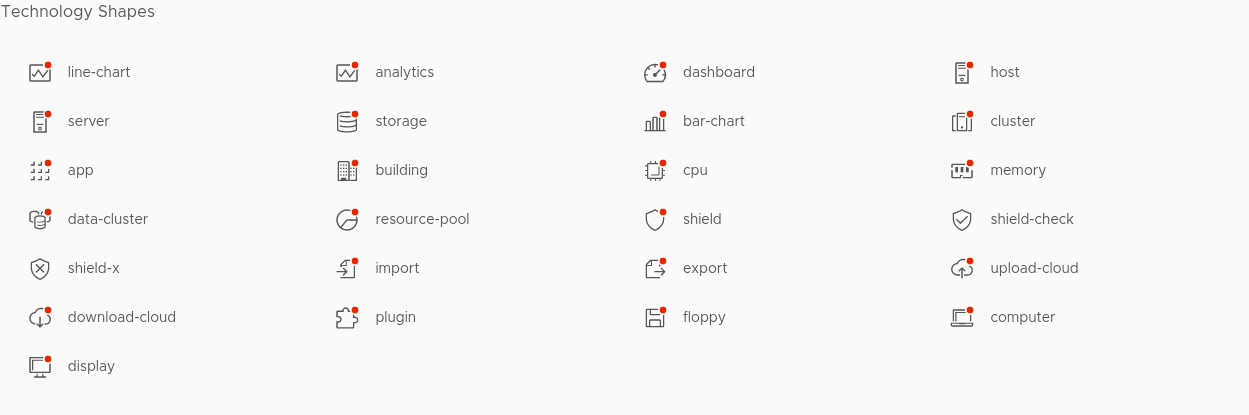 Technology Shapes
line-chart analytics dashboard host
server storage bar-chart cluster
app building cpu memory
data-cluster resource-pool shield shield-check
shield-x import export upload-cloud
download-cloud plugin floppy computer
display